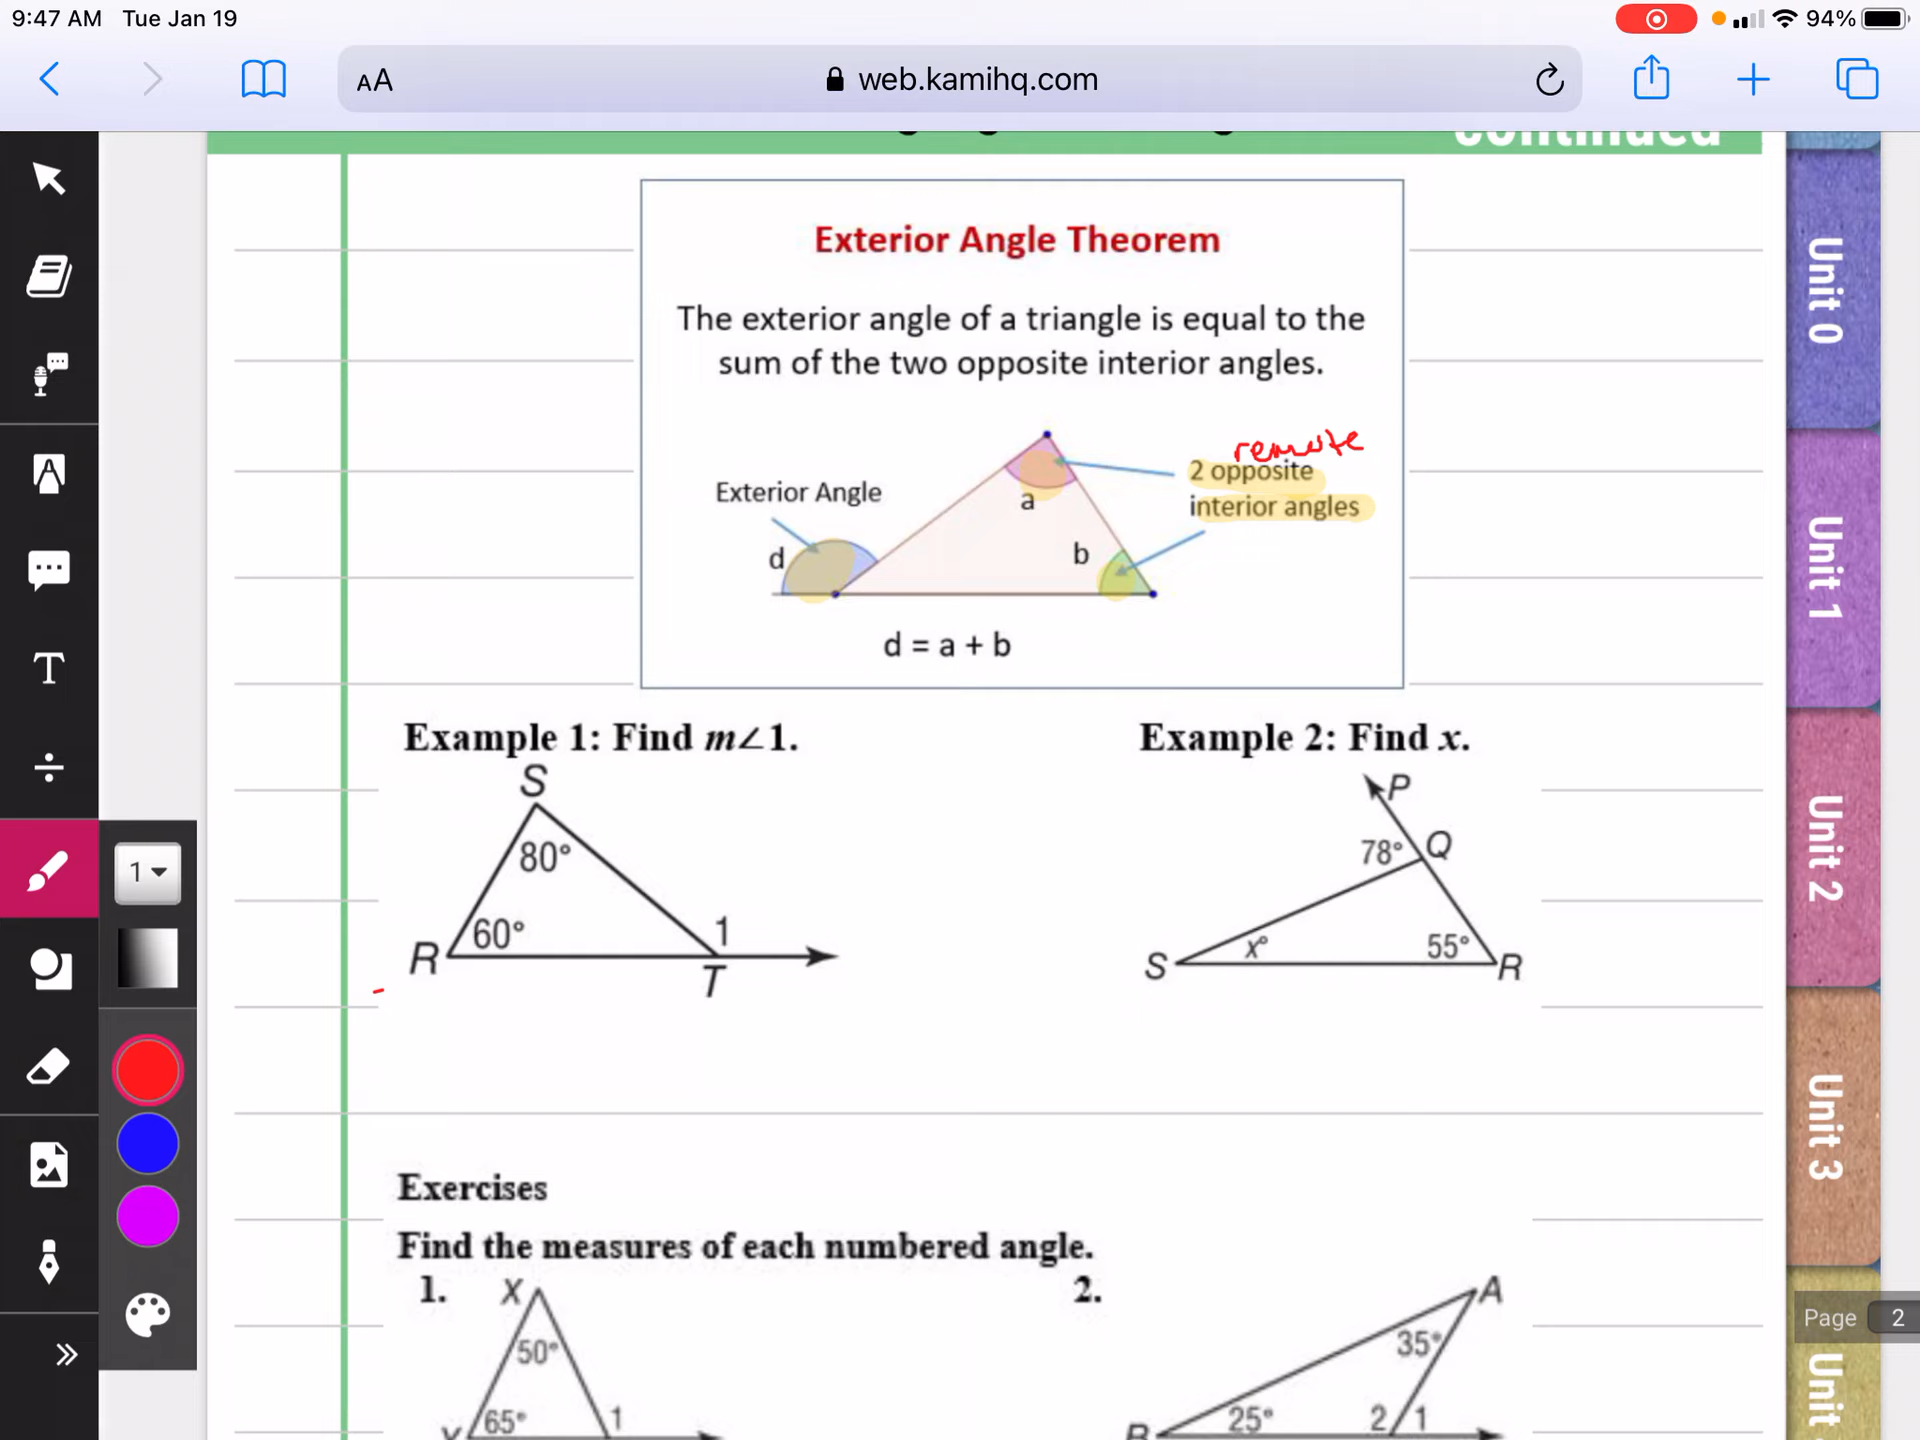 9:47 AM Tue Jan 19
94%
AA
web.kamihq.com
continued
Exterior Angle Theorem
The exterior angle of a triangle is equal to the
sum of the two opposite interior angles.
remote
2 opposite
interior angles
Exterior Angle
a
d
b
d = a + b
Example 1: Find m∠1.
S
80°
60°
1
R
T
Example 2: Find x.
P
78°
Q
x°
55°
S
R
Exercises
Find the measures of each numbered angle.
1.
X
50°
65°
1
2.
A
35°
25°
2
1
T
1
Unit 0
Unit 1
Unit 2
Unit 3
Unit
Page 2